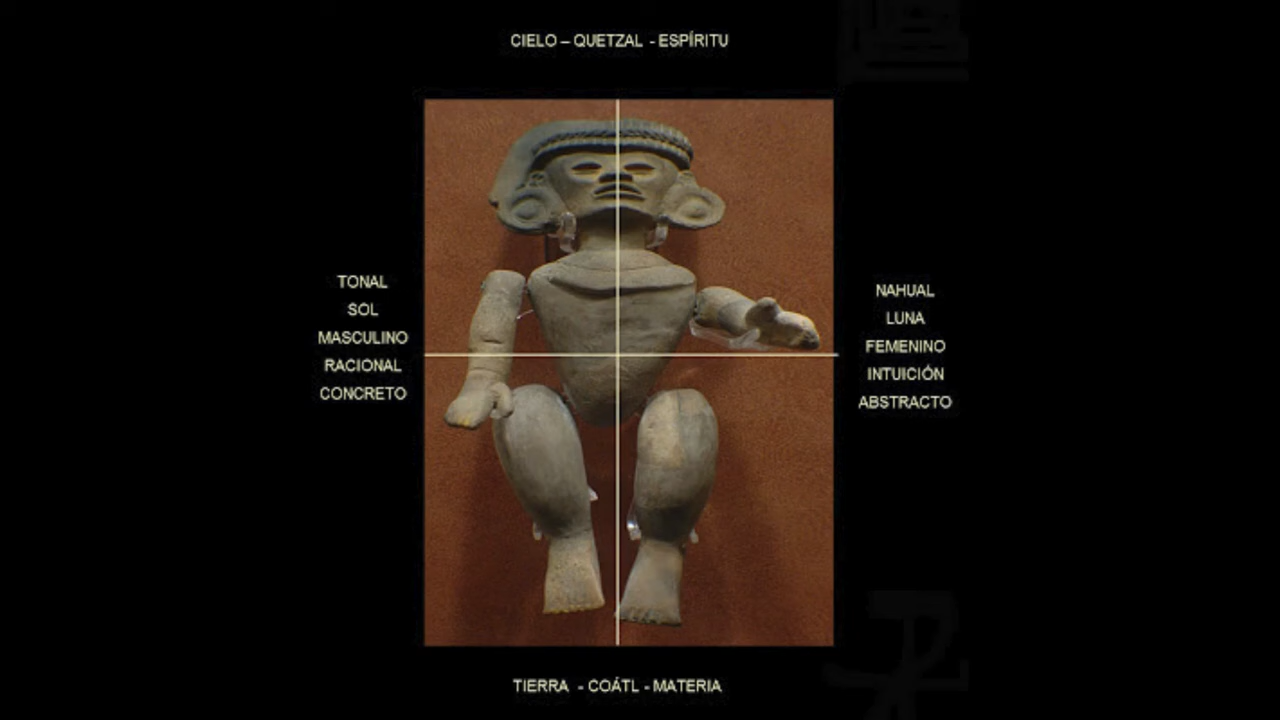 CIELO – QUETZAL - ESPÍRITU
TONAL
SOL
MASCULINO
RACIONAL
CONCRETO
NAHUAL
LUNA
FEMENINO
INTUICIÓN
ABSTRACTO
TIERRA - COÁTL - MATERIA